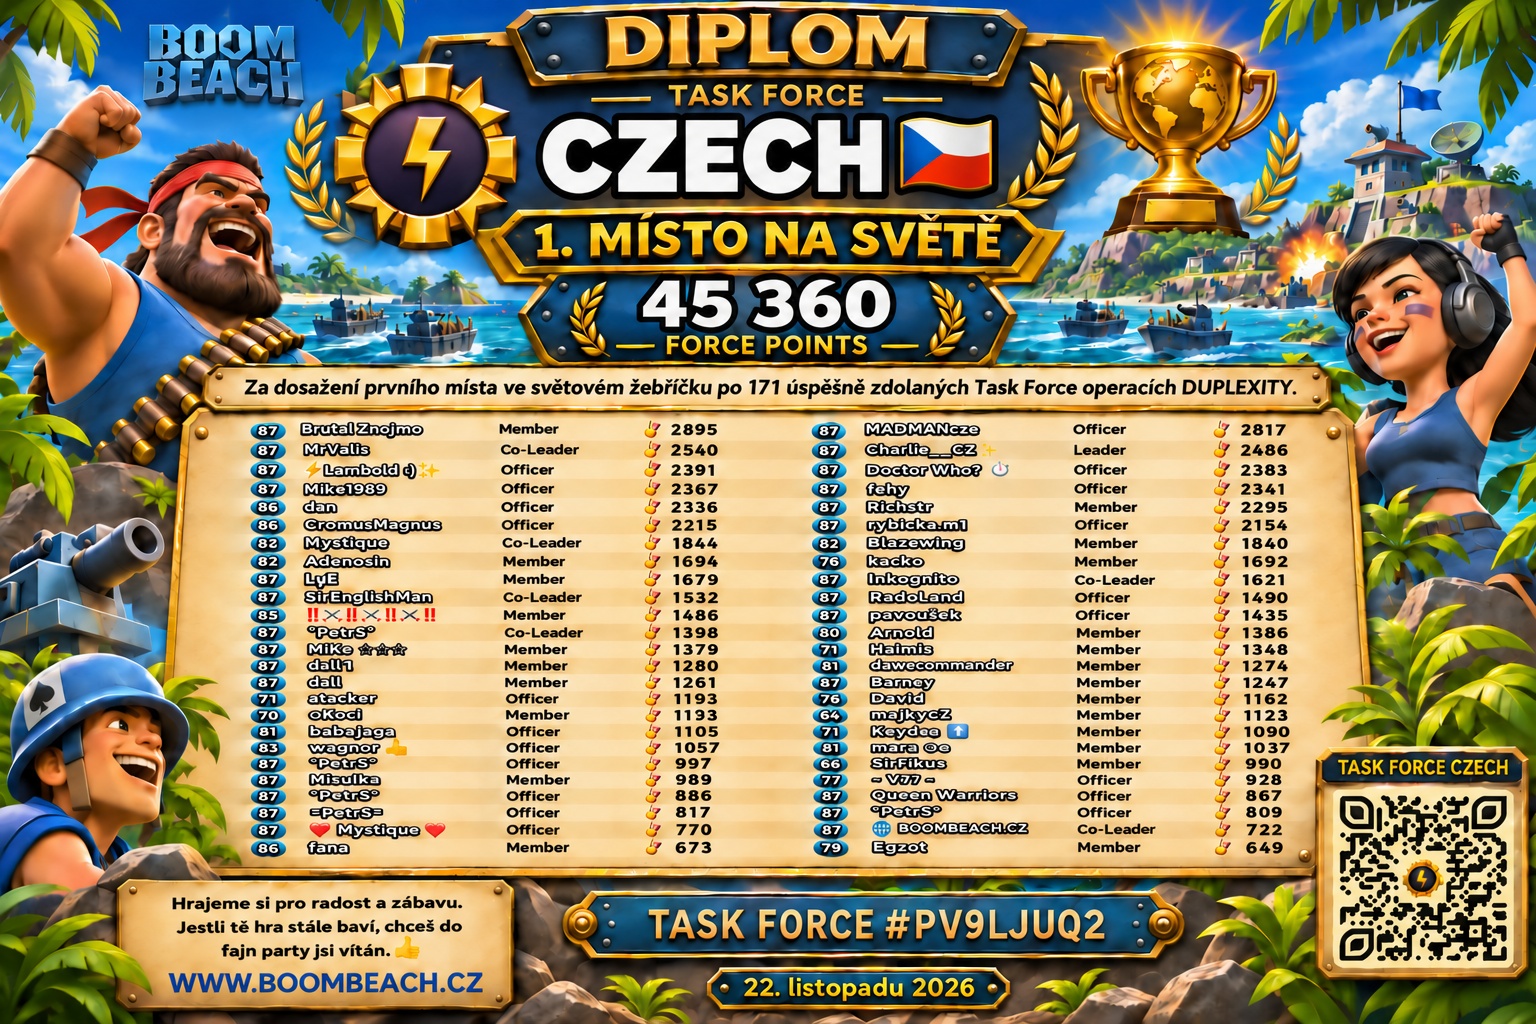 BOOM
BEACH
DIPLOM
TASK FORCE
CZECH
1. MÍSTO NA SVĚTĚ
45 360
FORCE POINTS
Za dosažení prvního místa ve světovém žebříčku po 171 úspěšně zdolaných Task Force operacích DUPLEXITY.
87 Brutal Znojmo Member 2895
87 MrValis Co-Leader 2540
87 ⚡Lambold :)✨ Officer 2391
87 Mike1989 Officer 2367
86 dan Officer 2336
86 CromusMagnus Officer 2215
82 Mystique Co-Leader 1844
82 Adenosin Member 1694
87 LyE Member 1679
87 SirEnglishMan Co-Leader 1532
85 ‼️⚔️‼️⚔️‼️⚔️‼️ Member 1486
87 °PetrS° Co-Leader 1398
87 MiKe ☆☆☆ Member 1379
87 dall1 Member 1280
87 dall Member 1261
71 atacker Officer 1193
70 oKoci Member 1193
81 babajaga Officer 1105
83 wagnor 👍 Officer 1057
87 °PetrS° Officer 997
87 Misulka Member 989
87 °PetrS° Officer 886
87 =PetrS= Officer 817
87 ❤️ Mystique ❤️ Officer 770
86 fana Member 673
87 MADMANcze Officer 2817
87 Charlie__CZ ✨ Leader 2486
87 Doctor Who? Officer 2383
87 fehy Officer 2341
87 Richstr Member 2295
87 rybicka.m1 Officer 2154
82 Blazewing Member 1840
76 kacko Member 1692
87 Inkognito Co-Leader 1621
87 RadoLand Officer 1490
87 pavoušek Officer 1435
80 Arnold Member 1386
71 Haimis Member 1348
81 dawecommander Member 1274
87 Barney Member 1247
76 David Member 1162
64 majkycZ Member 1123
71 Keydee ⬆️ Member 1090
81 mara ☺e Member 1037
66 SirFikus Member 990
77 ~ V77 ~ Officer 928
87 Queen Warriors Officer 867
87 °PetrS° Officer 809
87 🌐 BOOMBEACH.CZ Co-Leader 722
79 Egzot Member 649
TASK FORCE CZECH
Hrajeme si pro radost a zábavu.
Jestli tě hra stále baví, chceš do
fajn party jsi vítán. 👍
WWW.BOOMBEACH.CZ
TASK FORCE #PV9LJUQ2
22. listopadu 2026